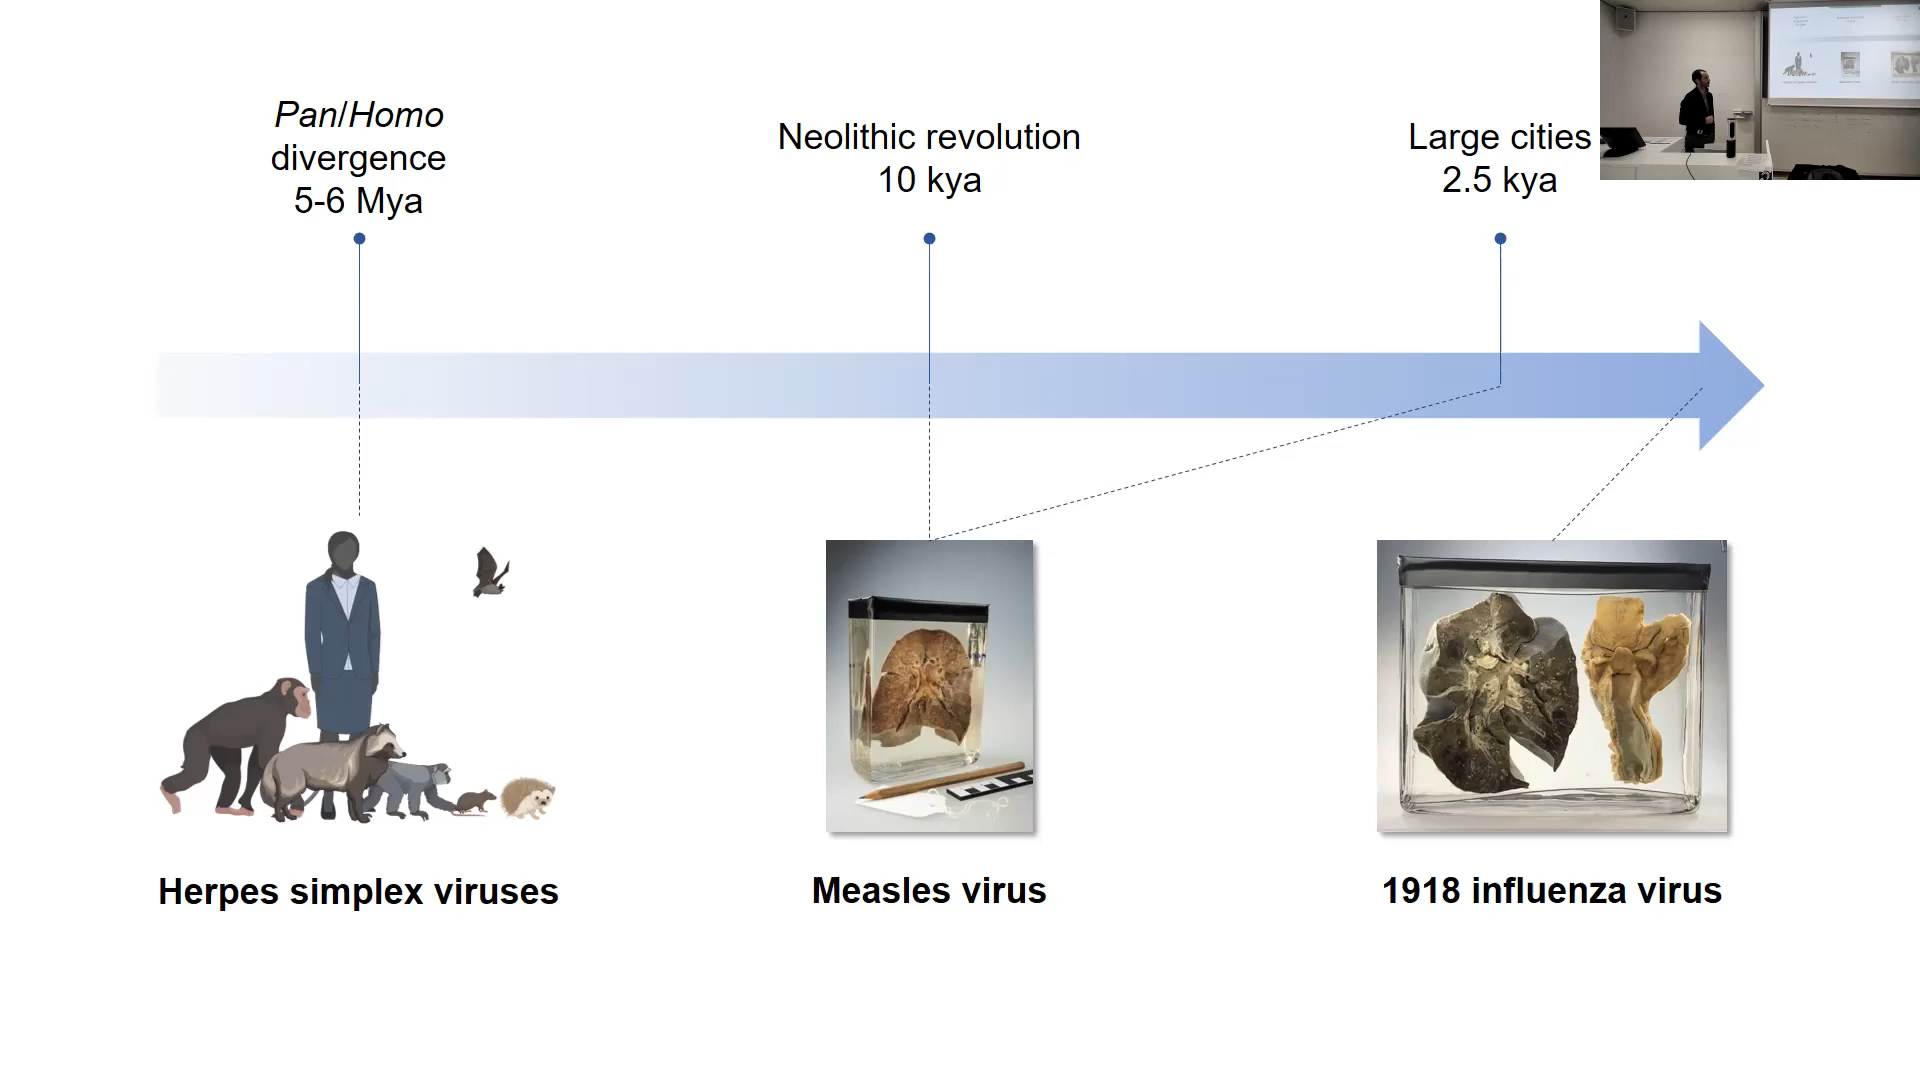 Pan/Homo
divergence
5-6 Mya
Neolithic revolution
10 kya
Large cities
2.5 kya
Herpes simplex viruses
Measles virus
1918 influenza virus